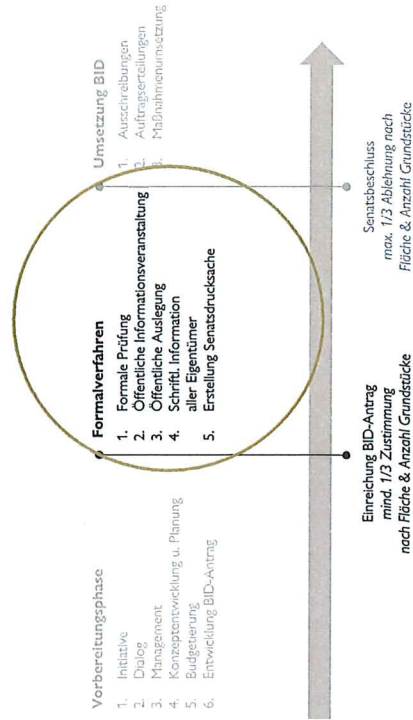 Vorbereitungsphase
1. Initiative
2. Dialog
3. Management
4. Konzeptentwicklung u. Planung
5. Budgetierung
6. Entwicklung BID-Antrag
Formalverfahren
1. Formale Prüfung
2. Öffentliche Informationsveranstaltung
3. Öffentliche Auslegung
4. Schriftl. Information
aller Eigentümer
5. Erstellung Senatsdrucksache
Umsetzung BID
1. Ausschreibungen
2. Auftragserteilungen
3. Maßnahmenumsetzung
Einreichung BID-Antrag
mind. 1/3 Zustimmung
nach Fläche & Anzahl Grundstücke
Senatsbeschluss
max. 1/3 Ablehnung nach
Fläche & Anzahl Grundstücke